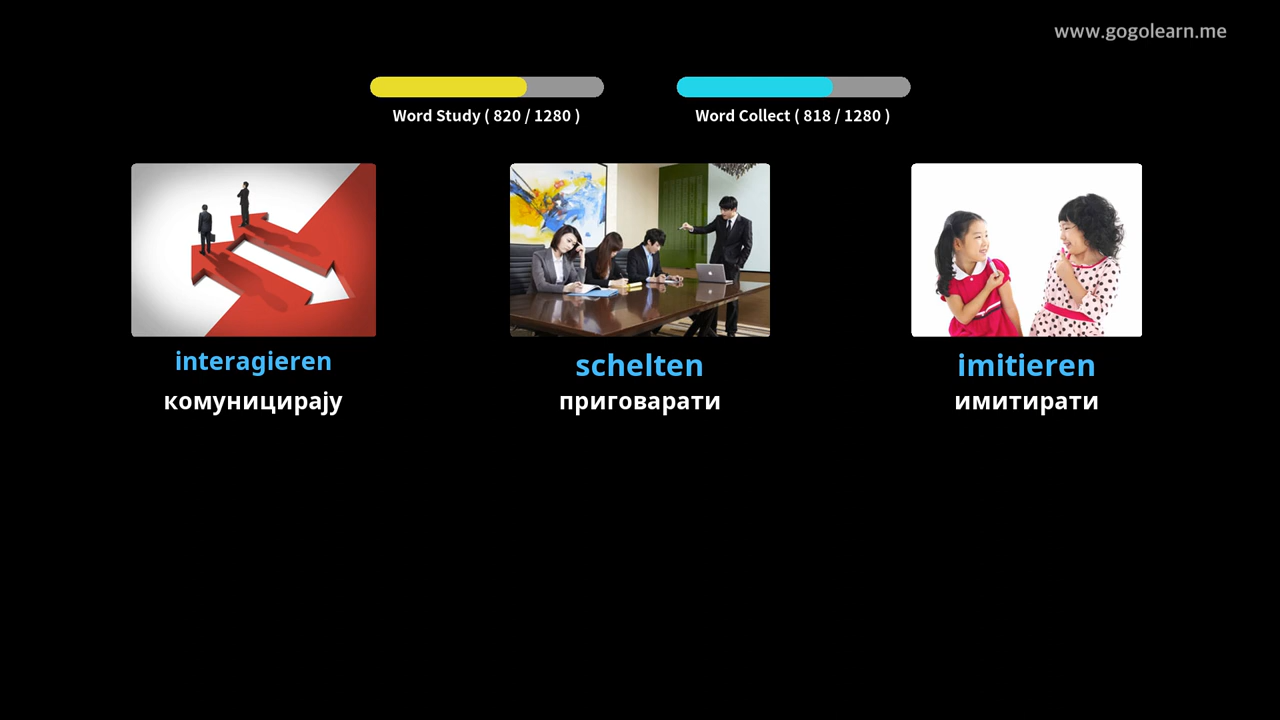 www.gogolearn.me
Word Study ( 820 / 1280 )
Word Collect ( 818 / 1280 )
interagieren
комуницирају
schelten
приговарати
imitieren
имитирати